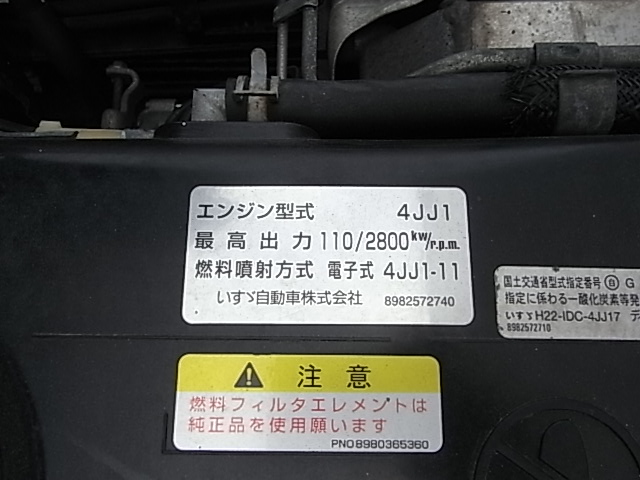 エンジン型式 4JJ1
最高出力 110/2800 kW/r.p.m.
燃料噴射方式 電子式 4JJ1-11
いすゞ自動車株式会社 8982572740
国土交通省型式指定番号 Ⓑ G
指定に係わる一酸化炭素等発
いすゞH22-IDC-4JJ17 デ
8982572710
注意
燃料フィルタエレメントは
純正品を使用願います
PNO8980365360